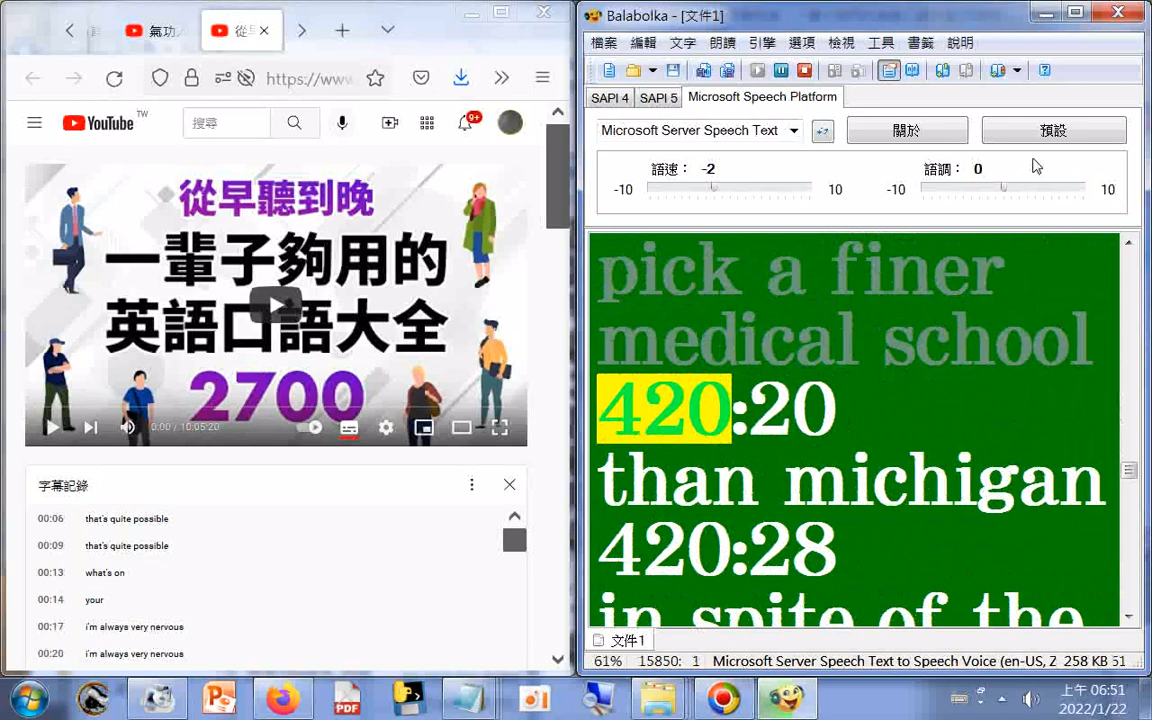 氣功
從
https://www
YouTube TW
搜尋
9+
從早聽到晚
一輩子夠用的
英語口語大全
2700
0:00 / 10:05:20
字幕記錄
00:06 that's quite possible
00:09 that's quite possible
00:13 what's on
00:14 your
00:17 i'm always very nervous
00:20 i'm always very nervous
Balabolka - [文件1]
檔案 編輯 文字 朗讀 引擎 選項 檢視 工具 書籤 說明
SAPI 4 SAPI 5 Microsoft Speech Platform
Microsoft Server Speech Text 關於 預設
語速： -2 語調： 0
-10 10 -10 10
pick a finer
medical school
420:20
than michigan
420:28
in spite of the
文件1
61% 15850: 1 Microsoft Server Speech Text to Speech Voice (en-US, Z 258 KB 51
PDF
上午 06:51
2022/1/22